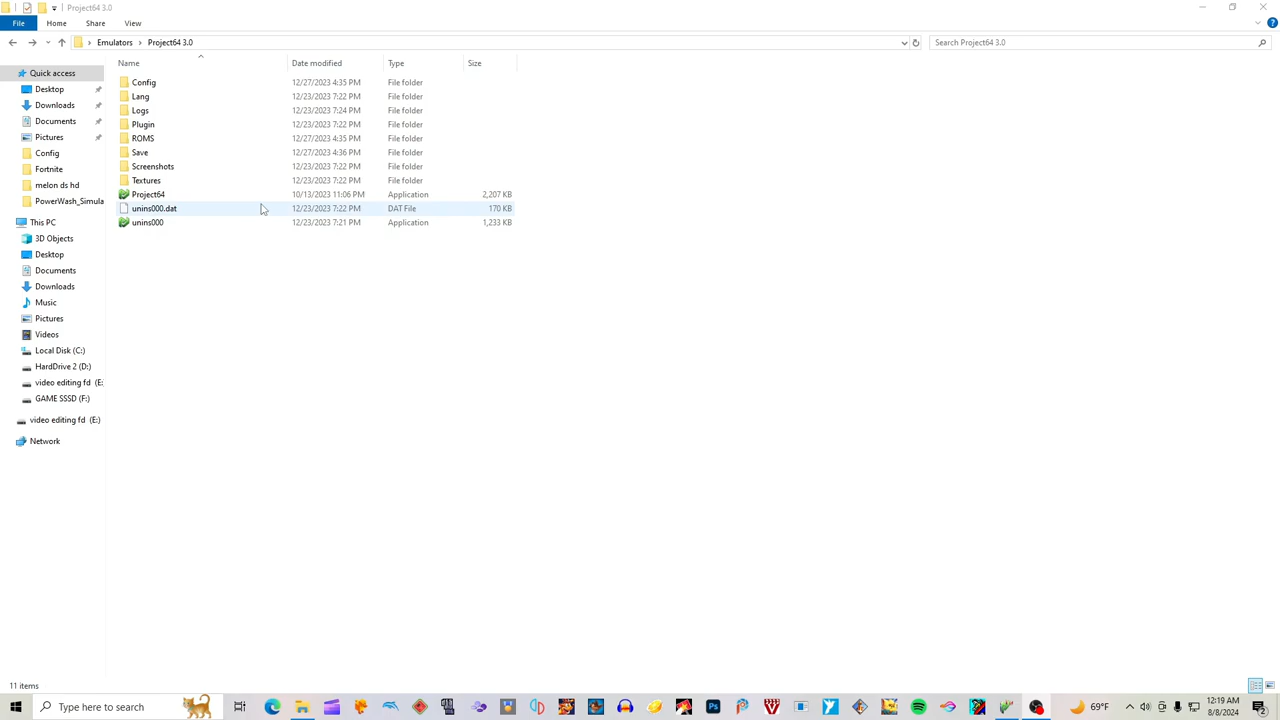 Project64 3.0
File Home Share View
Emulators Project64 3.0 Search Project64 3.0
Name Date modified Type Size
Quick access
Desktop
Downloads
Documents
Pictures
Config
Fortnite
melon ds hd
PowerWash_Simula
This PC
3D Objects
Desktop
Documents
Downloads
Music
Pictures
Videos
Local Disk (C:)
HardDrive 2 (D:)
video editing fd (E:
GAME SSSD (F:)
video editing fd (E:)
Network
Config 12/27/2023 4:35 PM File folder
Lang 12/23/2023 7:22 PM File folder
Logs 12/23/2023 7:24 PM File folder
Plugin 12/23/2023 7:22 PM File folder
ROMS 12/27/2023 4:35 PM File folder
Save 12/27/2023 4:36 PM File folder
Screenshots 12/23/2023 7:22 PM File folder
Textures 12/23/2023 7:22 PM File folder
Project64 10/13/2023 11:06 PM Application 2,207 KB
unins000.dat 12/23/2023 7:22 PM DAT File 170 KB
unins000 12/23/2023 7:21 PM Application 1,233 KB
11 items
Type here to search
69°F
12:19 AM
8/8/2024
2